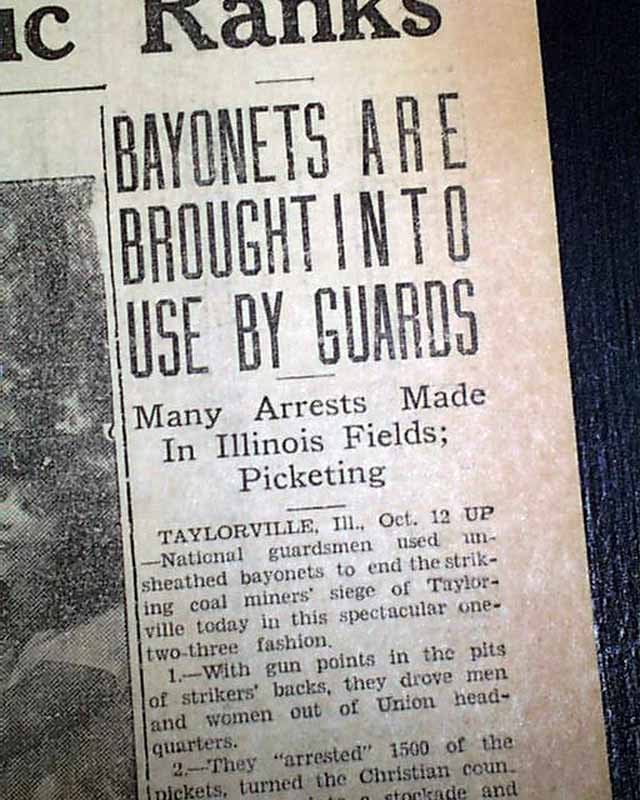 ic Ranks
BAYONETS ARE
BROUGHT INTO
USE BY GUARDS
Many Arrests Made
In Illinois Fields;
Picketing
TAYLORVILLE, Ill., Oct. 12 UP
—National guardsmen used un-
sheathed bayonets to end the strik-
ing coal miners' siege of Taylor-
ville today in this spectacular one-
two-three fashion.
1.—With gun points in the pits
of strikers' backs, they drove men
and women out of Union head-
quarters.
2.—They "arrested" 1500 of the
pickets, turned the Christian coun-
a stockade and